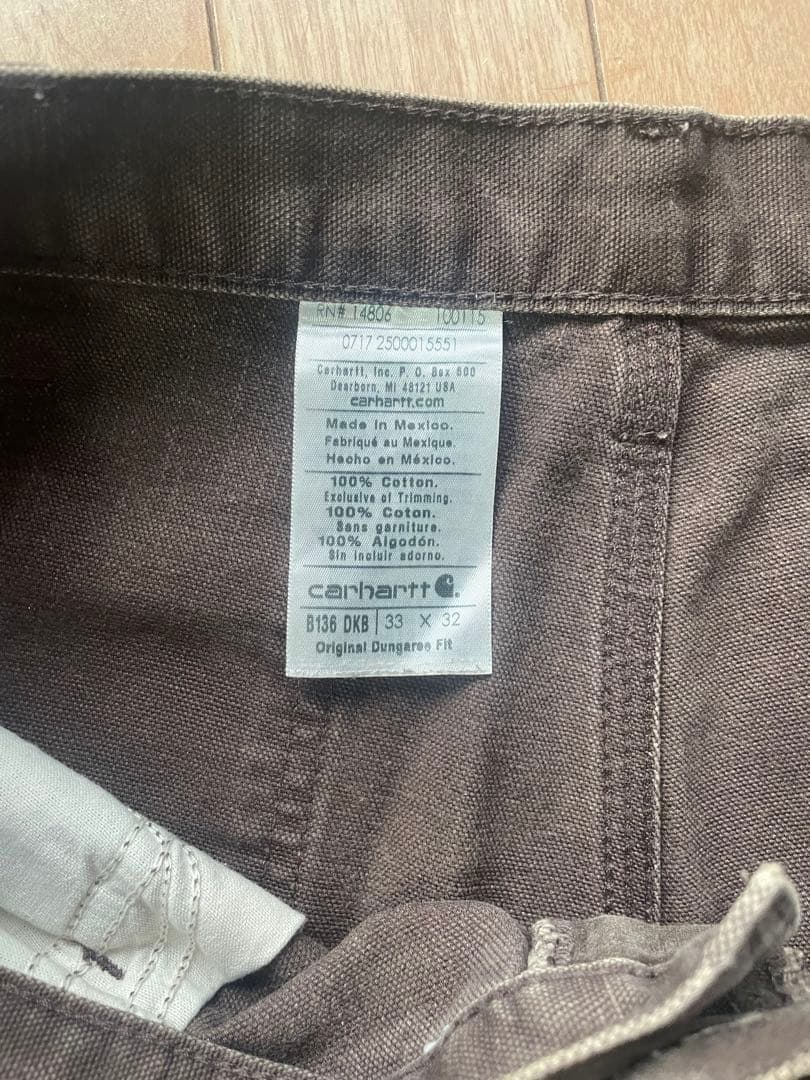 RN# 14806 100115
0717 2500015551
Carhartt, Inc. P. O. Box 600
Dearborn, MI 48121 USA
carhartt.com
Made in Mexico.
Fabriqué au Mexique.
Hecho en México.
100% Cotton.
Exclusive of Trimming.
100% Coton.
Sans garniture.
100% Algodón.
Sin incluir adorno.
carhartt
B136 DKB 33 X 32
Original Dungaree Fit